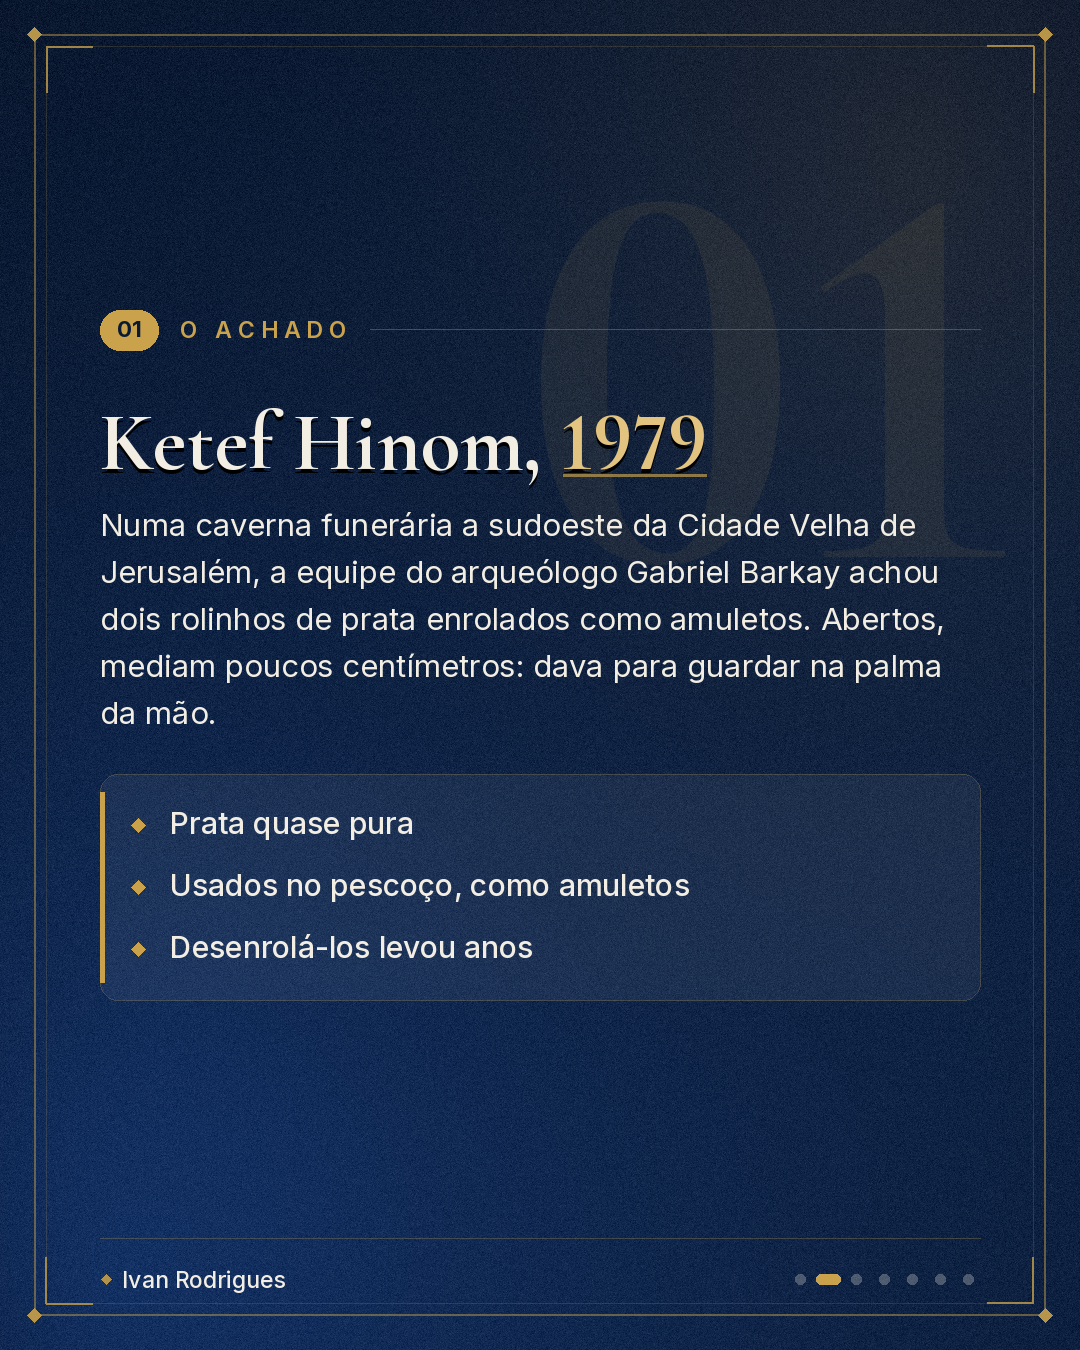 01
01 O ACHADO
Ketef Hinom, 1979
Numa caverna funerária a sudoeste da Cidade Velha de
Jerusalém, a equipe do arqueólogo Gabriel Barkay achou
dois rolinhos de prata enrolados como amuletos. Abertos,
mediam poucos centímetros: dava para guardar na palma
da mão.
Prata quase pura
Usados no pescoço, como amuletos
Desenrolá-los levou anos
Ivan Rodrigues